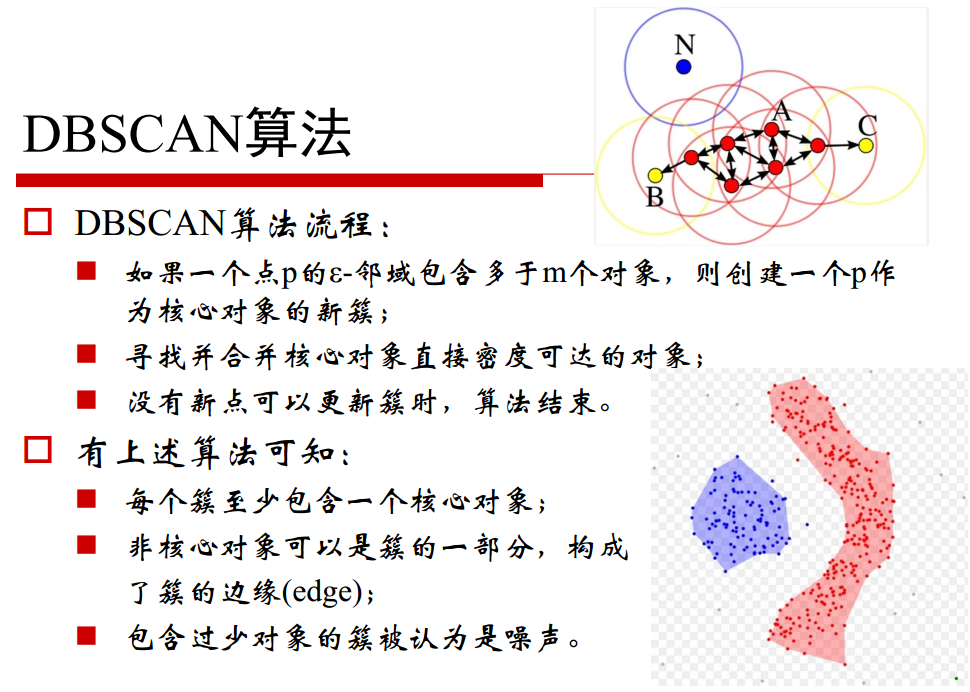 N
A
C
B
DBSCAN算法
DBSCAN算法流程：
如果一个点p的ε-邻域包含多于m个对象，则创建一个p作
为核心对象的新簇；
寻找并合并核心对象直接密度可达的对象；
没有新点可以更新簇时，算法结束。
有上述算法可知：
每个簇至少包含一个核心对象；
非核心对象可以是簇的一部分，构成
了簇的边缘(edge)；
包含过少对象的簇被认为是噪声。